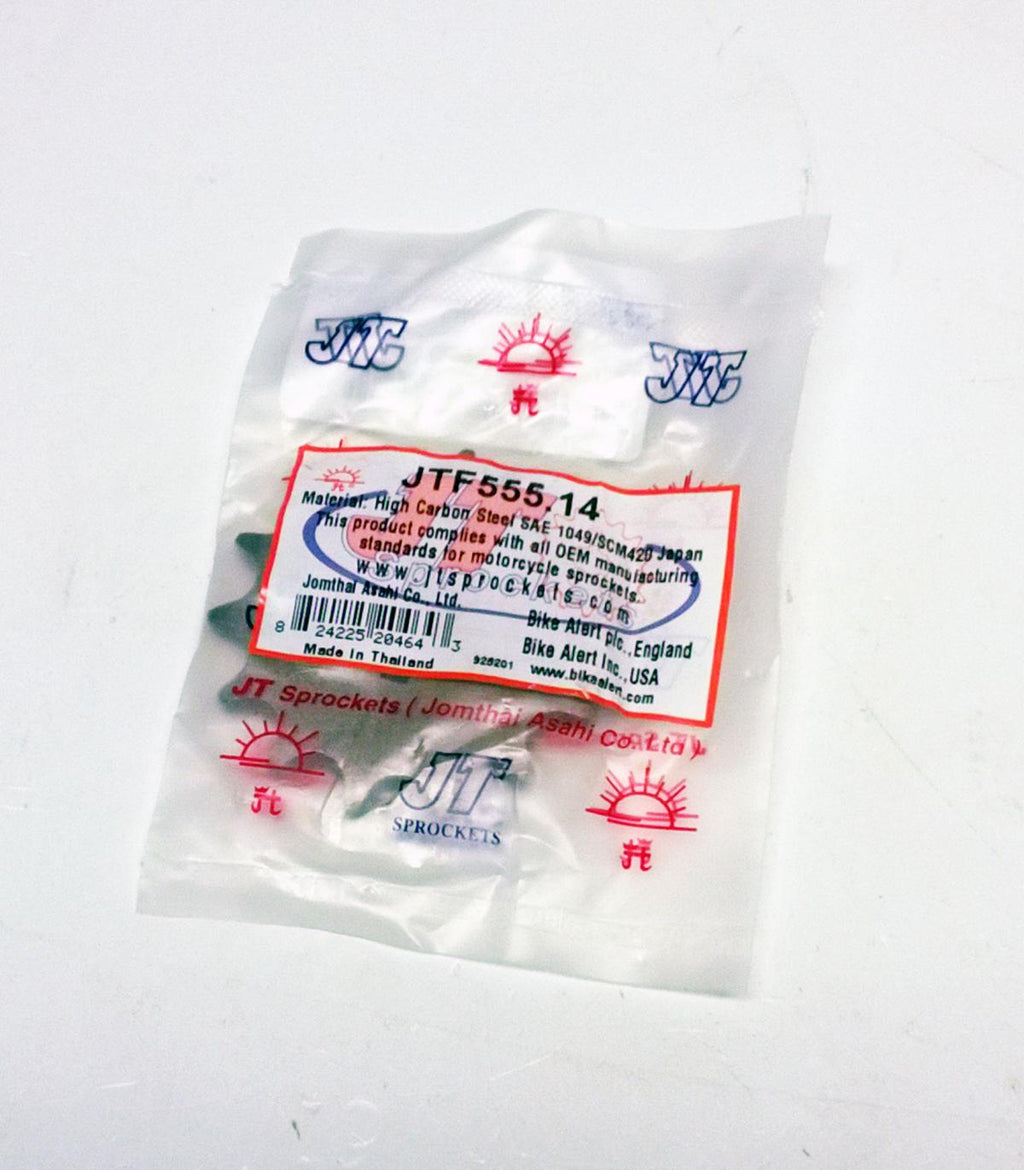 JTC
JTC
JTF555.14
Material: High Carbon Steel SAE 1049/SCM420 Japan
This product complies with all OEM manufacturing
standards for motorcycle sprockets.
www.jtsprockets.com
Jomthai Asahi Co., Ltd.
8 24225 20464 3
Made in Thailand
Bike Alert plc., England
Bike Alert Inc., USA
925201
www.bikealert.com
JT Sprockets ( Jomthai Asahi Co. Ltd )
JT
SPROCKETS